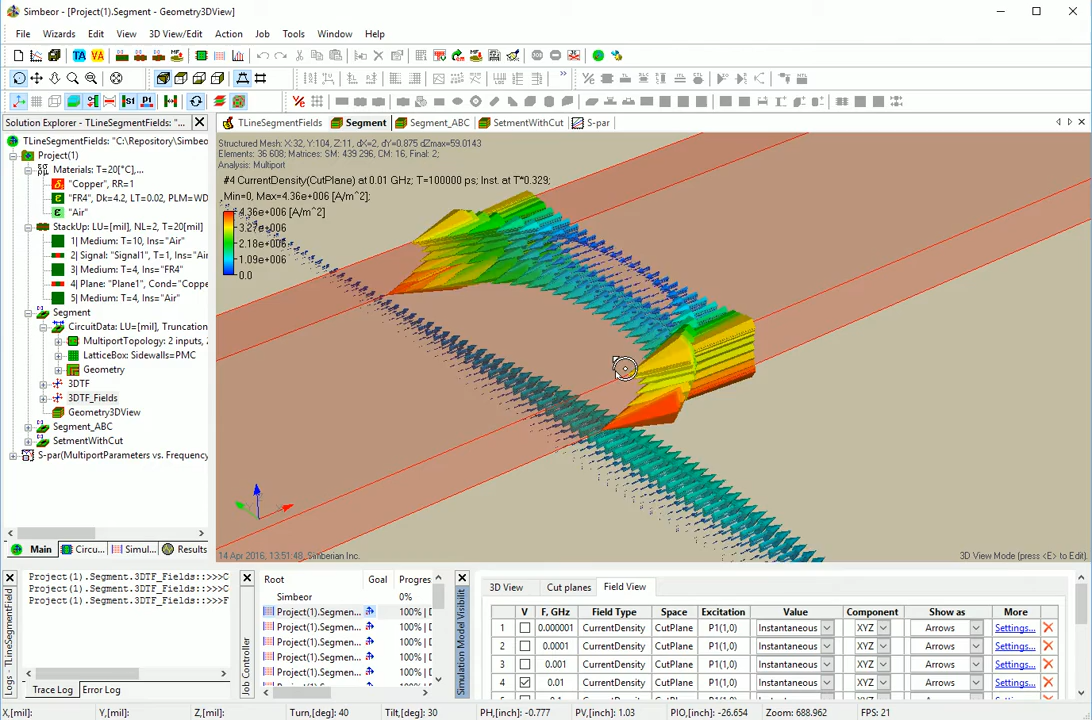 Simbeor - [Project(1).Segment - Geometry3DView]
File Wizards Edit View 3D View/Edit Action Job Tools Window Help
Solution Explorer - TLineSegmentFields: "...
TLineSegmentFields: "C:\Repository\Simbeo
Project(1)
Materials: T=20[°C],...
"Copper", RR=1
"FR4", Dk=4.2, LT=0.02, PLM=WD
"Air"
StackUp: LU=[mil], NL=2, T=20[mil]
1| Medium: T=10, Ins="Air"
2| Signal: "Signal1", T=1, Ins="Air"
3| Medium: T=4, Ins="FR4"
4| Plane: "Plane1", Cond="Coppe
5| Medium: T=4, Ins="Air"
Segment
CircuitData: LU=[mil], Truncation
MultiportTopology: 2 inputs,
LatticeBox: Sidewalls=PMC
Geometry
3DTF
3DTF_Fields
Geometry3DView
Segment_ABC
SetmentWithCut
S-par(MultiportParameters vs. Frequency
Main Circu... Simul... Results
TLineSegmentFields Segment Segment_ABC SetmentWithCut S-par
Structured Mesh: X:32, Y:104, Z:11, dX=2, dY=0.875 dZmax=59.0143
Elements: 36 608; Matrices: SM: 439 296, CM: 16, Final: 2;
Analysis: Multiport
#4 CurrentDensity(CutPlane) at 0.01 GHz; T=100000 ps; Inst. at T*0.329;
Min=0, Max=4.36e+006 [A/m^2];
4.36e+006 [A/m^2]
3.27e+006
2.18e+006
1.09e+006
0.0
14 Apr 2016, 13:51:48, Simberian Inc.
3D View Mode (press <E> to Edit).
Logs - TLineSegmentField
Project(1).Segment.3DTF_Fields::>>>C
Project(1).Segment.3DTF_Fields::>>>C
Project(1).Segment.3DTF_Fields::>>>F
Trace Log Error Log
Job Controller
Root Goal Progres
Simbeor 0%
Project(1).Segmen... 100% | D
Project(1).Segmen... 100% | D
Project(1).Segmen... 100% | D
Project(1).Segmen... 100% | D
Project(1).Segmen... 100% | D
Simulation Model Visibilit
3D View Cut planes Field View
V F, GHz Field Type Space Excitation Value Component Show as More
1 0.000001 CurrentDensity CutPlane P1(1,0) Instantaneous XYZ Arrows Settings...
2 0.0001 CurrentDensity CutPlane P1(1,0) Instantaneous XYZ Arrows Settings...
3 0.001 CurrentDensity CutPlane P1(1,0) Instantaneous XYZ Arrows Settings...
4 0.01 CurrentDensity CutPlane P1(1,0) Instantaneous XYZ Arrows Settings...
X,[mil]: Y,[mil]: Z,[mil]: Turn,[deg]: 40 Tilt,[deg]: 30 PH,[inch]: -0.777 PV,[inch]: 1.03 PIO,[inch]: -26.654 Zoom: 688.962 FPS: 21